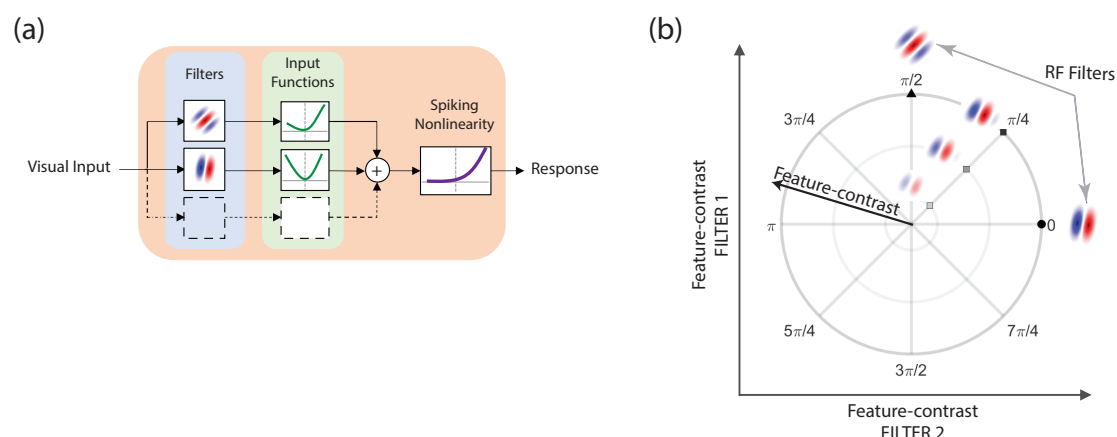 (a)
Filters
Input
Functions
Spiking
Nonlinearity
Visual Input
+
Response
(b)
RF Filters
π/2
3π/4
π/4
Feature-contrast
π
0
5π/4
7π/4
3π/2
Feature-contrast
FILTER 1
Feature-contrast
FILTER 2